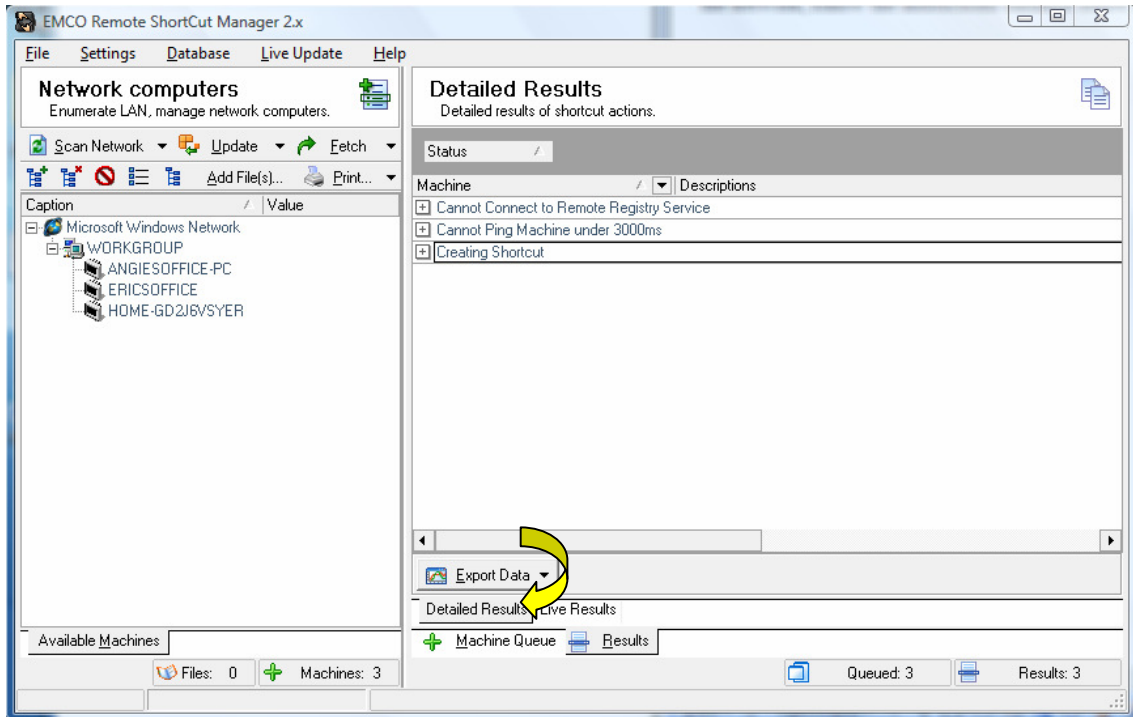 EMCO Remote ShortCut Manager 2.x
File Settings Database Live Update Help
Network computers
Enumerate LAN, manage network computers.
Scan Network Update Fetch
Add File(s)... Print...
Caption Value
Microsoft Windows Network
WORKGROUP
ANGIESOFFICE-PC
ERICSOFFICE
HOME-GD2J6VSYER
Available Machines
Files: 0 Machines: 3
Detailed Results
Detailed results of shortcut actions.
Status
Machine Descriptions
Cannot Connect to Remote Registry Service
Cannot Ping Machine under 3000ms
Creating Shortcut
Export Data
Detailed Results Live Results
Machine Queue Results
Queued: 3 Results: 3